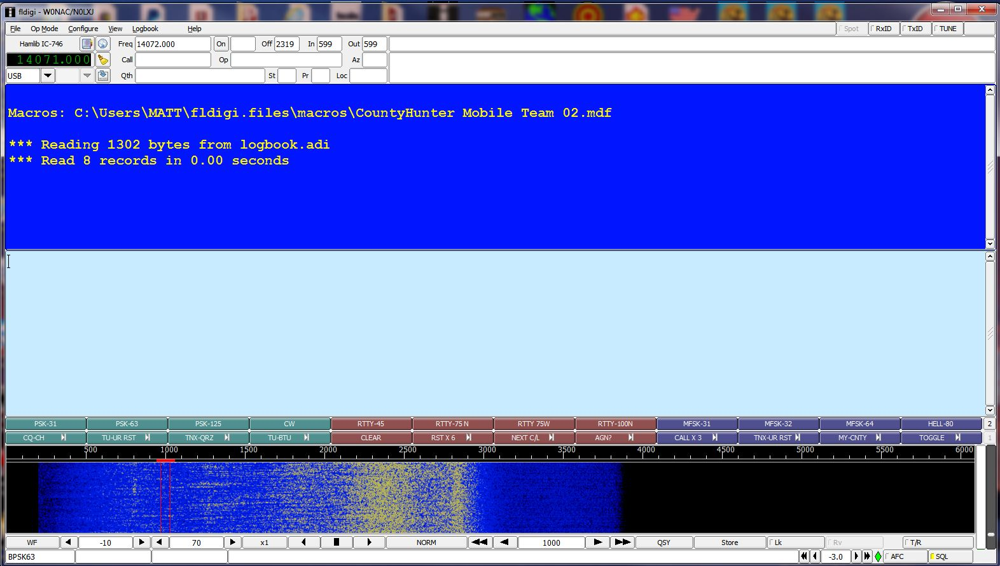 fldigi - W0NAC/N0LXJ
File Op Mode Configure View Logbook Help Spot RxID TxID TUNE
Hamlib IC-746 Freq 14072.000 On Off 2319 In 599 Out 599
14071.000 Call Op Az
USB Qth St Pr Loc
Macros: C:\Users\MATT\fldigi.files\macros\CountyHunter Mobile Team 02.mdf
*** Reading 1302 bytes from logbook.adi
*** Read 8 records in 0.00 seconds
PSK-31 PSK-63 PSK-125 CW RTTY-45 RTTY-75 N RTTY 75W RTTY-100N MFSK-31 MFSK-32 MFSK-64 HELL-80 2
CQ-CH TU-UR RST TNX-QRZ TU-BTU CLEAR RST X 6 NEXT C/L AGN? CALL X 3 TNX-UR RST MY-CNTY TOGGLE 1
500 1000 1500 2000 2500 3000 3500 4000 4500 5000 5500 6000
WF -10 70 x1 NORM 1000 QSY Store Lk Rv T/R
BPSK63 -3.0 AFC SQL